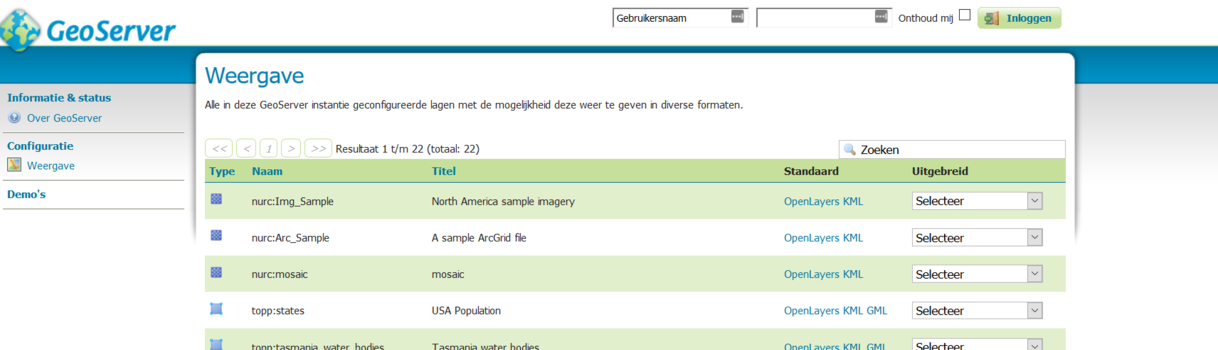 GeoServer
Gebruikersnaam
Onthoud mij
Inloggen
Informatie & status
Over GeoServer
Configuratie
Weergave
Demo's
Weergave
Alle in deze GeoServer instantie geconfigureerde lagen met de mogelijkheid deze weer te geven in diverse formaten.
<< < 1 > >> Resultaat 1 t/m 22 (totaal: 22)
Zoeken
Type Naam Titel Standaard Uitgebreid
nurc:Img_Sample North America sample imagery OpenLayers KML Selecteer
nurc:Arc_Sample A sample ArcGrid file OpenLayers KML Selecteer
nurc:mosaic mosaic OpenLayers KML Selecteer
topp:states USA Population OpenLayers KML GML Selecteer
topp:tasmania_water_bodies Tasmania water bodies OpenLayers KML GML Selecteer